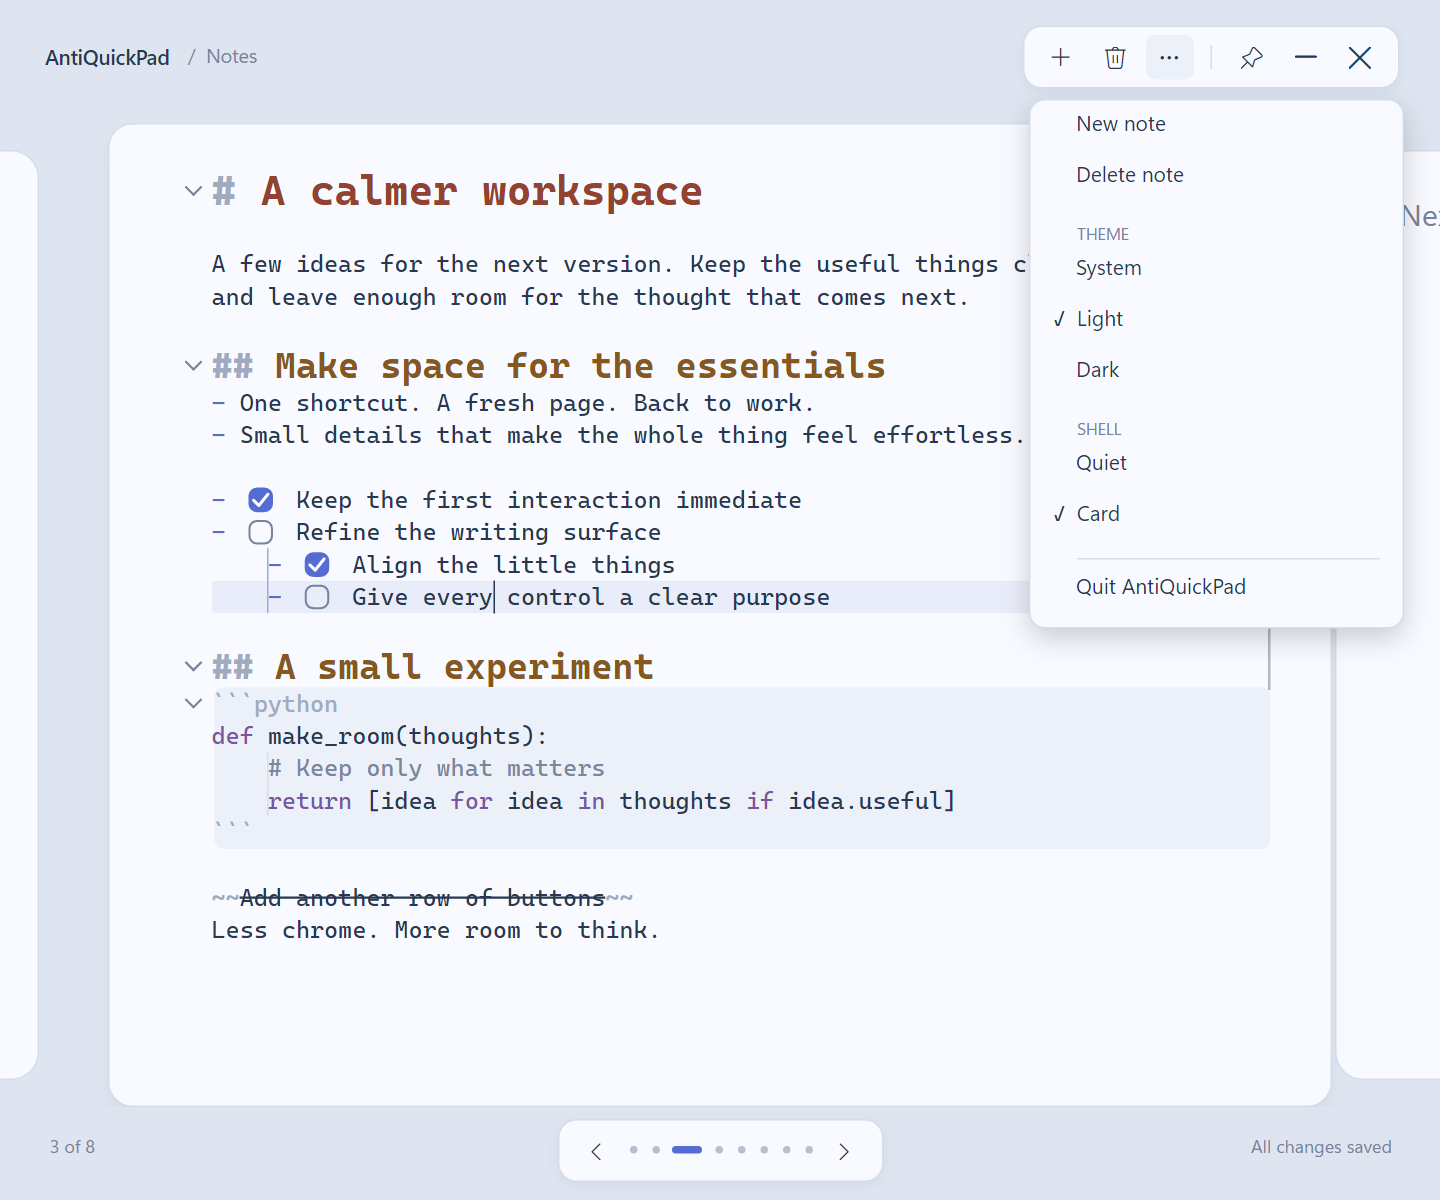 AntiQuickPad / Notes
New note
Delete note
THEME
System
✓ Light
Dark
SHELL
Quiet
✓ Card
Quit AntiQuickPad
# A calmer workspace
A few ideas for the next version. Keep the useful things
and leave enough room for the thought that comes next.
## Make space for the essentials
- One shortcut. A fresh page. Back to work.
- Small details that make the whole thing feel effortless.
- Keep the first interaction immediate
- Refine the writing surface
- Align the little things
- Give every control a clear purpose
## A small experiment
```python
def make_room(thoughts):
    # Keep only what matters
    return [idea for idea in thoughts if idea.useful]
```
~~Add another row of buttons~~
Less chrome. More room to think.
3 of 8
All changes saved